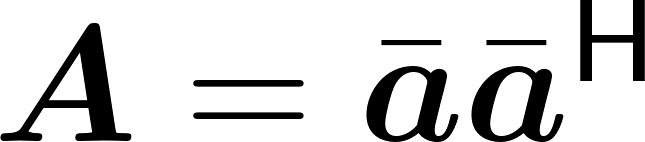 A = āā^H